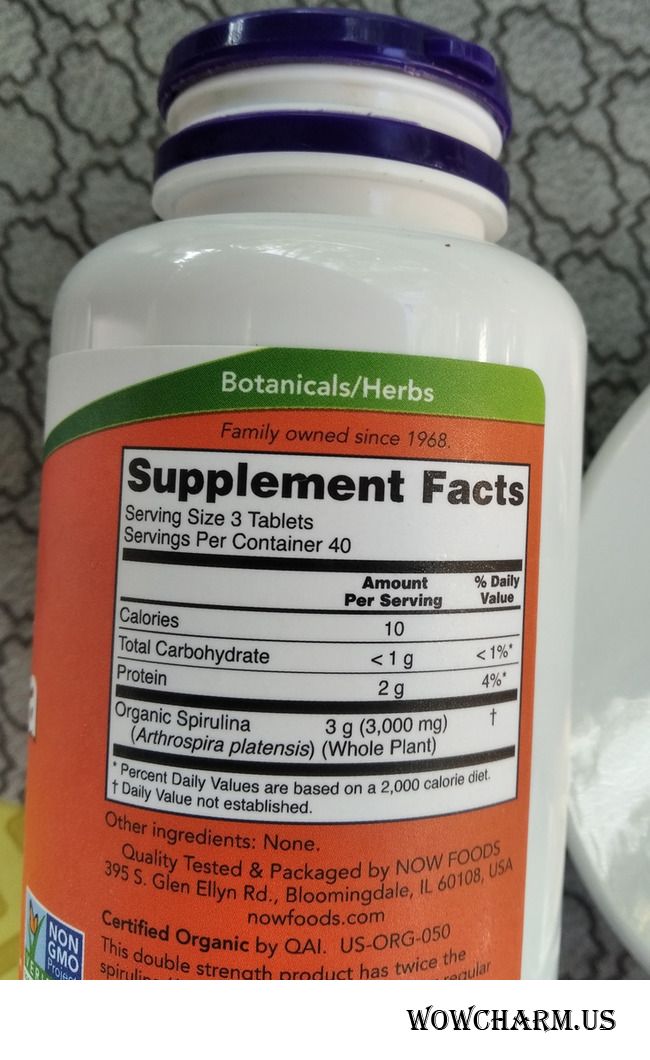 Botanicals/Herbs
Family owned since 1968.
Supplement Facts
Serving Size 3 Tablets
Servings Per Container 40
Amount Per Serving % Daily Value
Calories 10
Total Carbohydrate < 1 g < 1%*
Protein 2 g 4%*
Organic Spirulina 3 g (3,000 mg) †
(Arthrospira platensis) (Whole Plant)
* Percent Daily Values are based on a 2,000 calorie diet.
† Daily Value not established.
Other ingredients: None.
Quality Tested & Packaged by NOW FOODS
395 S. Glen Ellyn Rd., Bloomingdale, IL 60108, USA
nowfoods.com
Certified Organic by QAI. US-ORG-050
This double strength product has twice the
regular
NON
GMO
Project
WOWCHARM.US